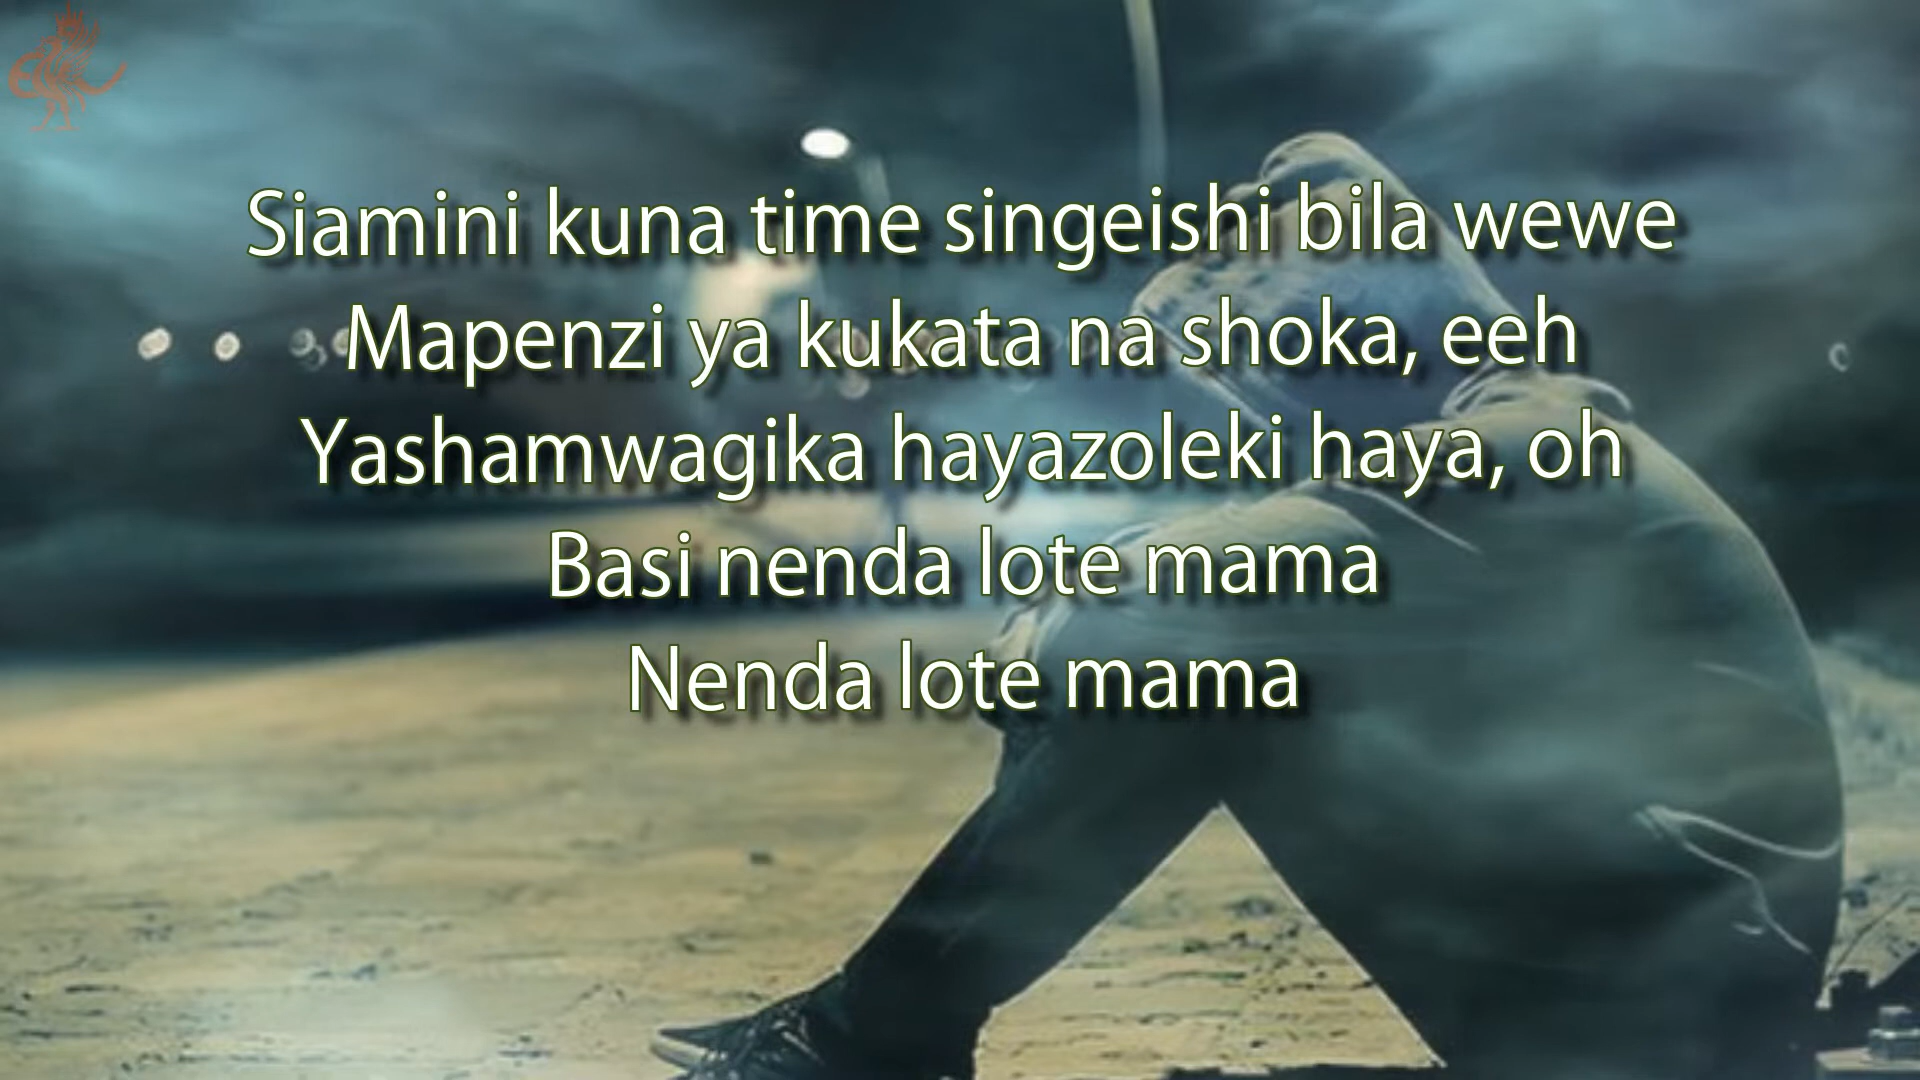 Siamini kuna time singeishi bila wewe
Mapenzi ya kukata na shoka, eeh
Yashamwagika hayazoleki haya, oh
Basi nenda lote mama
Nenda lote mama